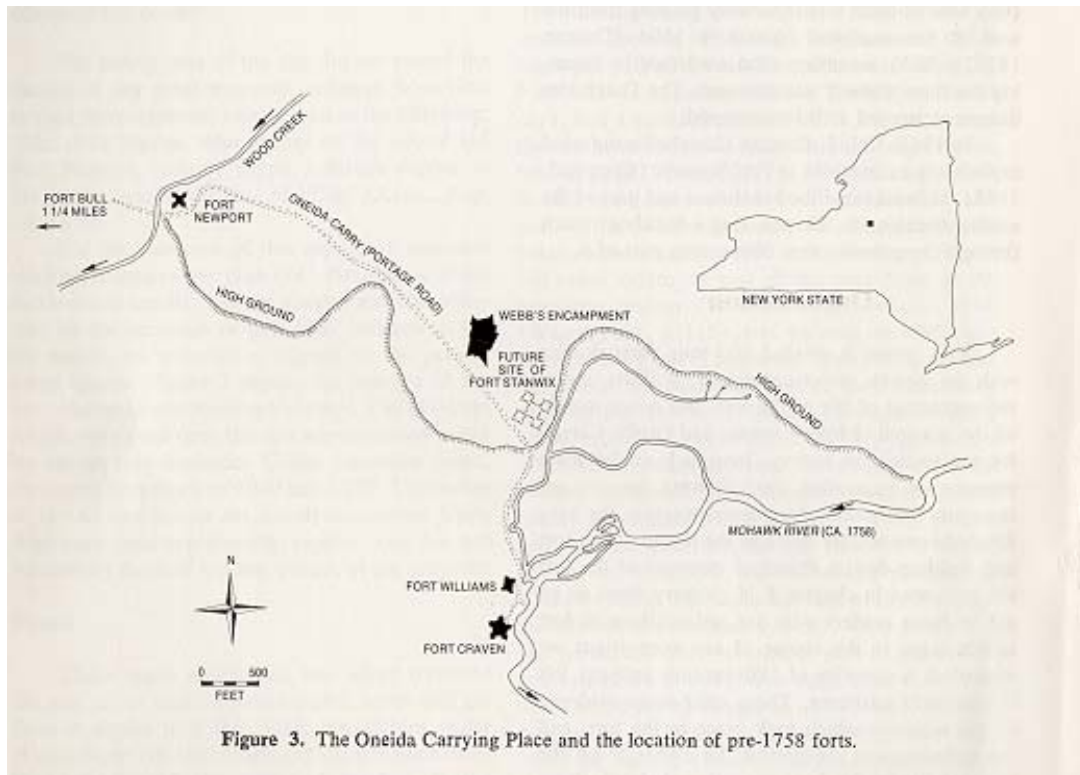 WOOD CREEK
FORT BULL
1 1/4 MILES
FORT
NEWPORT
ONEIDA CARRY (PORTAGE ROAD)
HIGH GROUND
NEW YORK STATE
WEBB'S ENCAMPMENT
FUTURE
SITE OF
FORT STANWIX
HIGH GROUND
MOHAWK RIVER (CA. 1758)
FORT WILLIAMS
FORT CRAVEN
N
0 500
FEET
Figure 3. The Oneida Carrying Place and the location of pre-1758 forts.